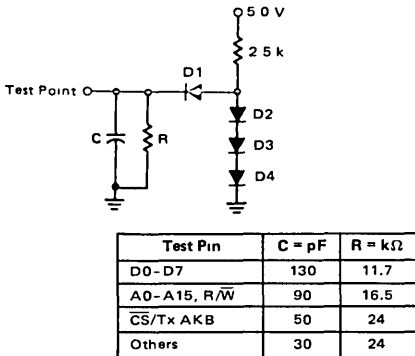 5 0 V
2 5 k
D1
Test Point
D2
C
R
D3
D4
Test Pin C = pF R = kΩ
D0-D7 130 11.7
A0-A15, R/W̅ 90 16.5
C̅S̅/Tx AKB 50 24
Others 30 24